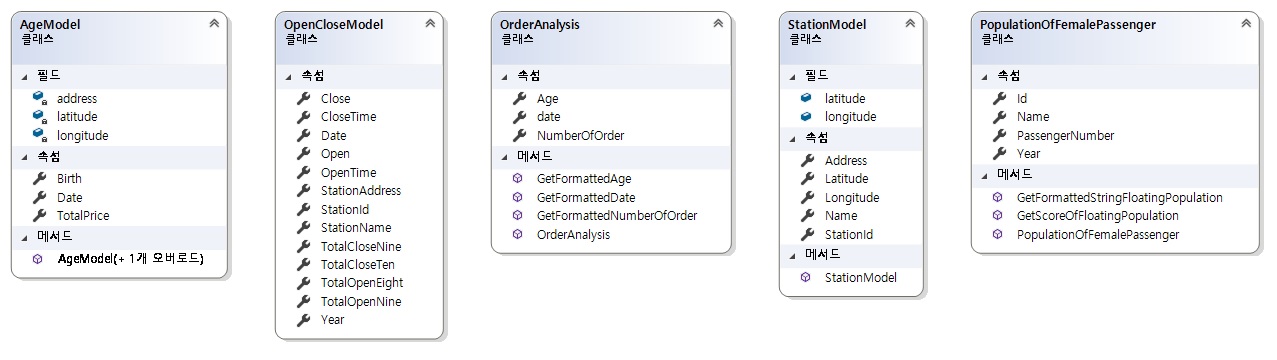 AgeModel
클래스
필드
address
latitude
longitude
속성
Birth
Date
TotalPrice
메서드
AgeModel(+ 1개 오버로드)
OpenCloseModel
클래스
속성
Close
CloseTime
Date
Open
OpenTime
StationAddress
StationId
StationName
TotalCloseNine
TotalCloseTen
TotalOpenEight
TotalOpenNine
Year
OrderAnalysis
클래스
속성
Age
date
NumberOfOrder
메서드
GetFormattedAge
GetFormattedDate
GetFormattedNumberOfOrder
OrderAnalysis
StationModel
클래스
필드
latitude
longitude
속성
Address
Latitude
Longitude
Name
StationId
메서드
StationModel
PopulationOfFemalePassenger
클래스
속성
Id
Name
PassengerNumber
Year
메서드
GetFormattedStringFloatingPopulation
GetScoreOfFloatingPopulation
PopulationOfFemalePassenger